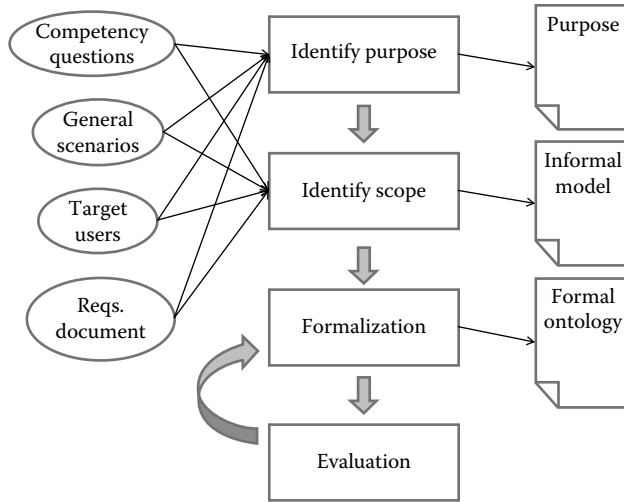 Competency
questions
General
scenarios
Target
users
Reqs.
document
Identify purpose
Identify scope
Formalization
Evaluation
Purpose
Informal
model
Formal
ontology